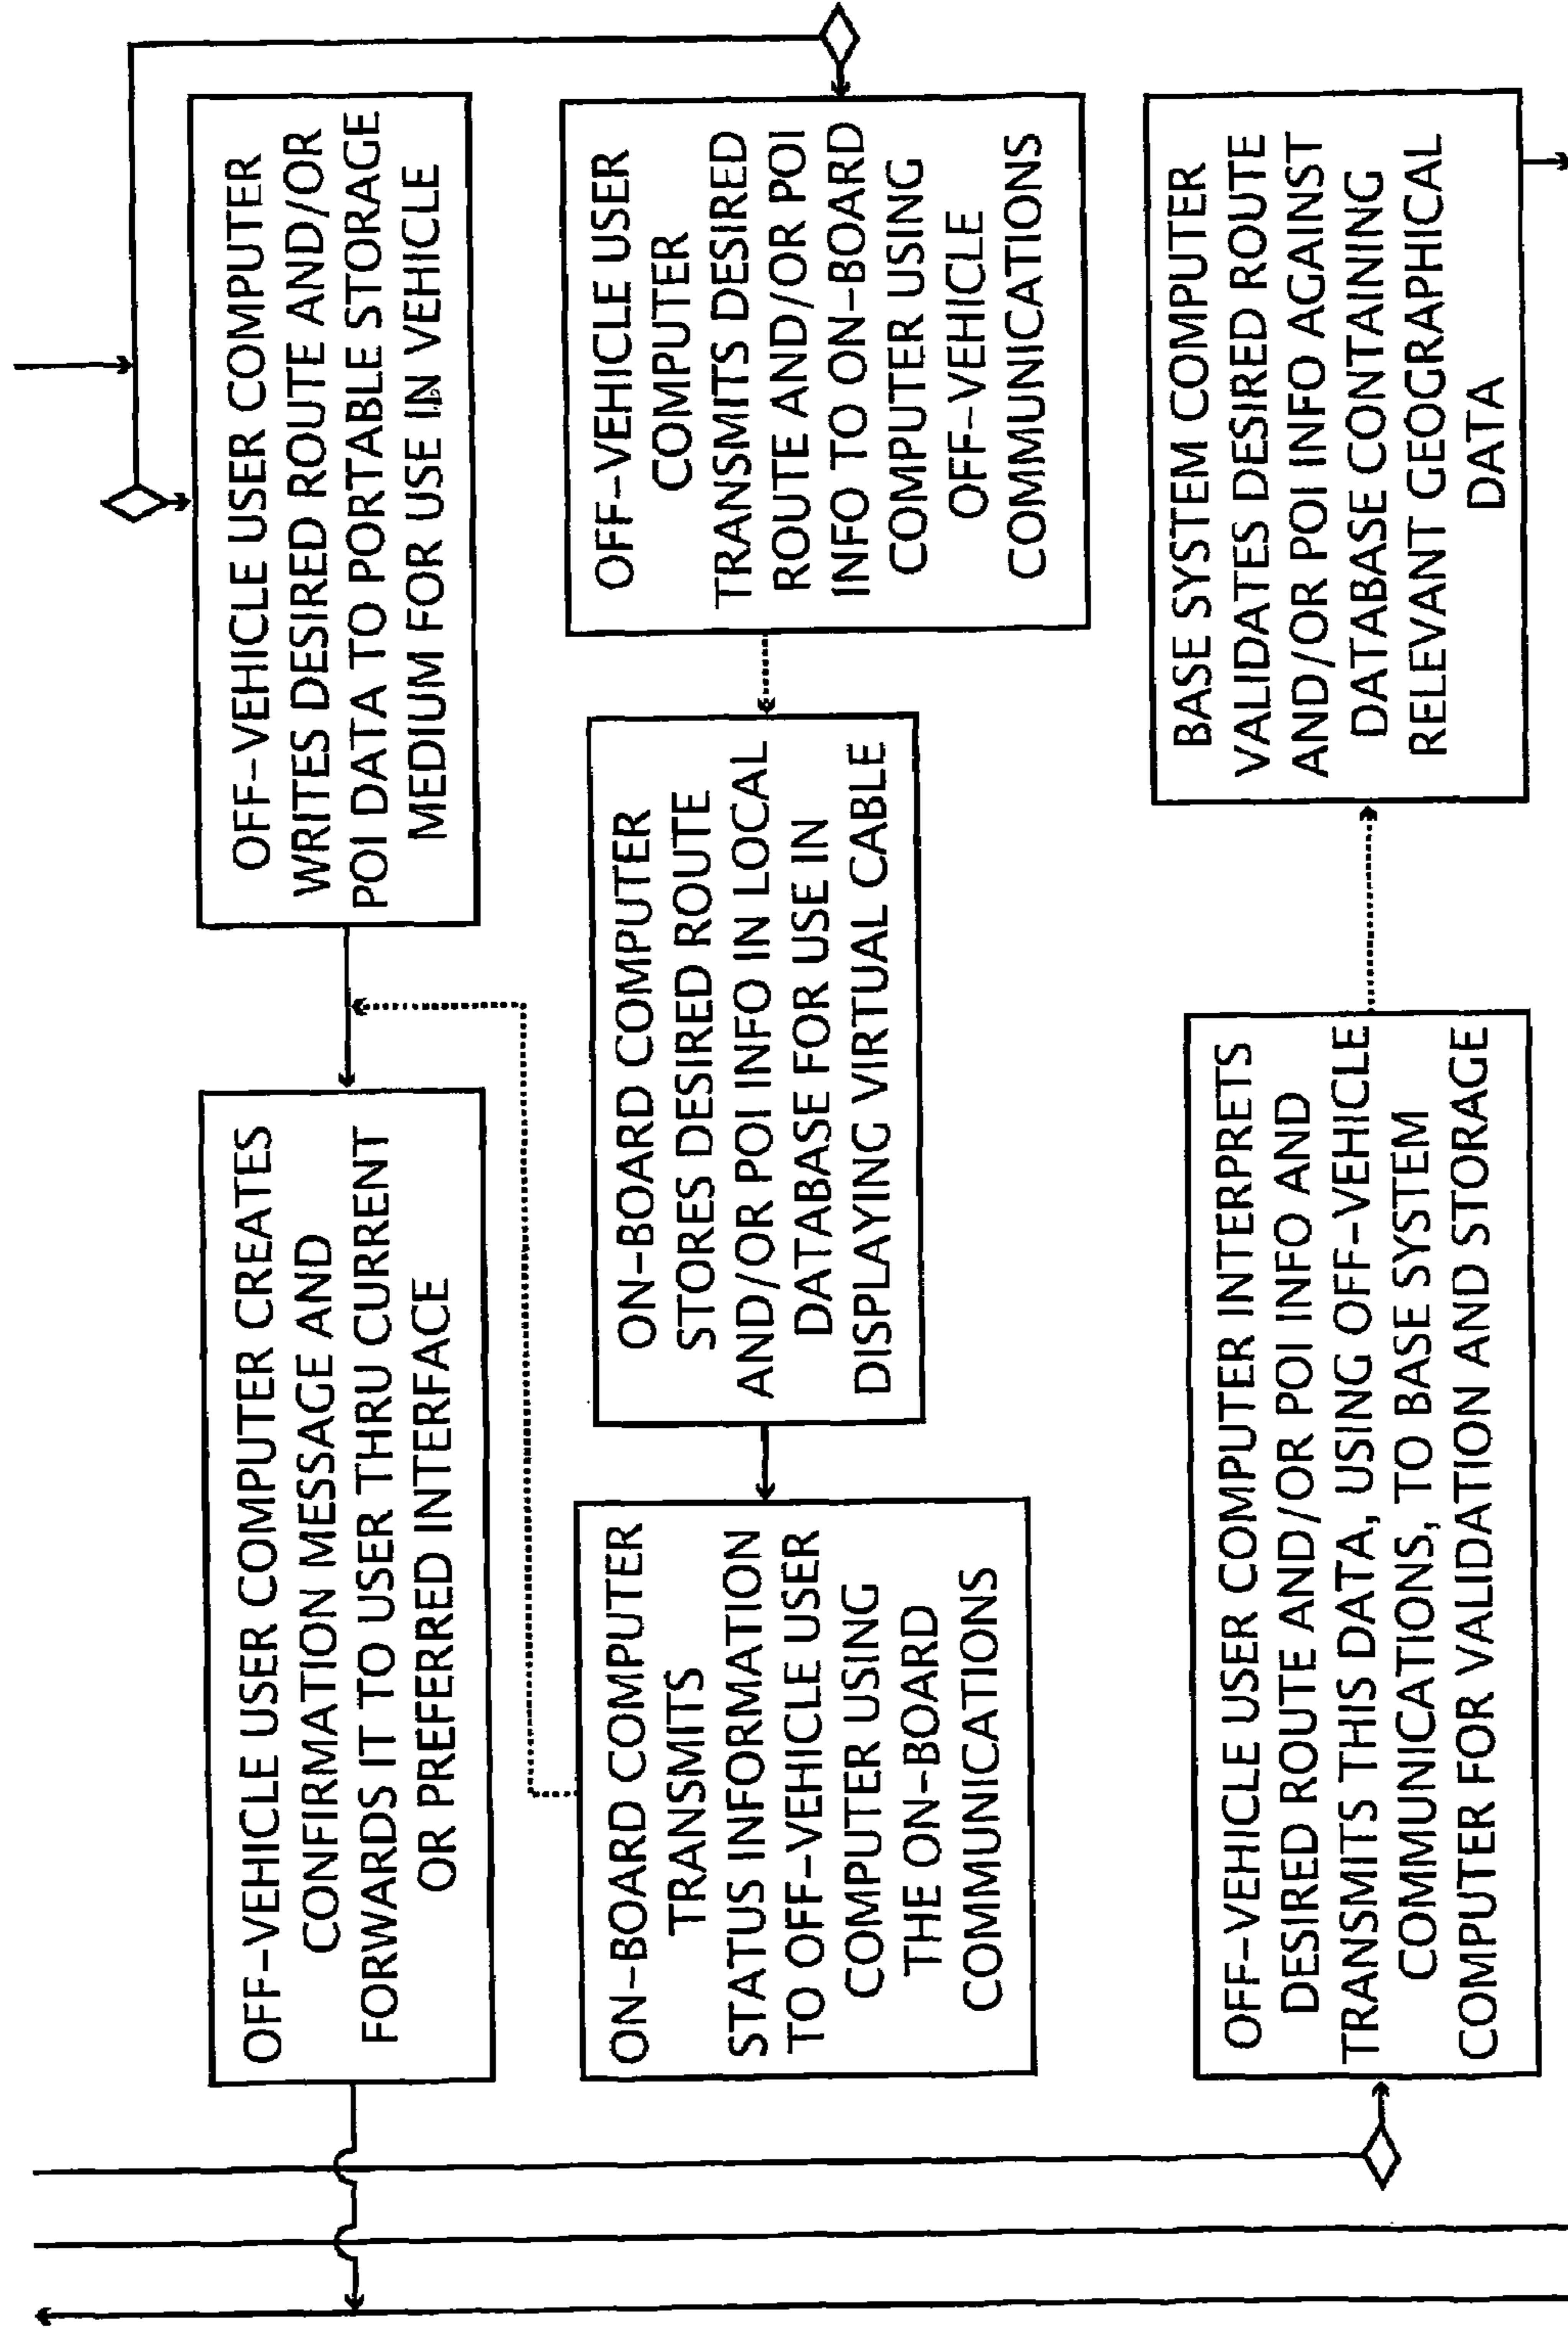 OFF-VEHICLE USER COMPUTER CREATES
CONFIRMATION MESSAGE AND
FORWARDS IT TO USER THRU CURRENT
OR PREFERRED INTERFACE
OFF-VEHICLE USER COMPUTER
WRITES DESIRED ROUTE AND/OR
POI DATA TO PORTABLE STORAGE
MEDIUM FOR USE IN VEHICLE
ON-BOARD COMPUTER
TRANSMITS
STATUS INFORMATION
TO OFF-VEHICLE USER
COMPUTER USING
THE ON-BOARD
COMMUNICATIONS
ON-BOARD COMPUTER
STORES DESIRED ROUTE
AND/OR POI INFO IN LOCAL
DATABASE FOR USE IN
DISPLAYING VIRTUAL CABLE
OFF-VEHICLE USER
COMPUTER
TRANSMITS DESIRED
ROUTE AND/OR POI
INFO TO ON-BOARD
COMPUTER USING
OFF-VEHICLE
COMMUNICATIONS
OFF-VEHICLE USER COMPUTER INTERPRETS
DESIRED ROUTE AND/OR POI INFO AND
TRANSMITS THIS DATA, USING OFF-VEHICLE
COMMUNICATIONS, TO BASE SYSTEM
COMPUTER FOR VALIDATION AND STORAGE
BASE SYSTEM COMPUTER
VALIDATES DESIRED ROUTE
AND/OR POI INFO AGAINST
DATABASE CONTAINING
RELEVANT GEOGRAPHICAL
DATA